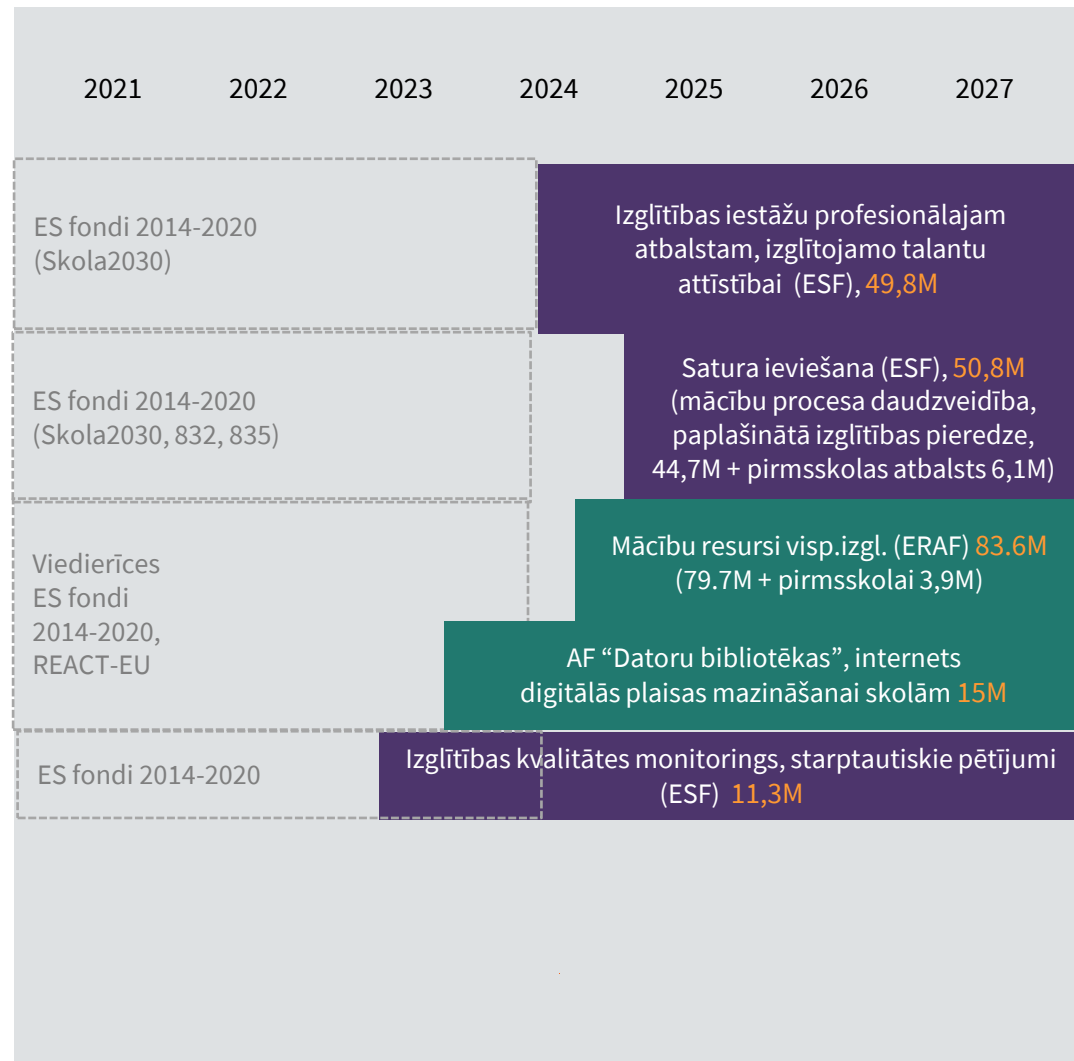 2021 2022 2023 2024 2025 2026 2027
ES fondi 2014-2020
(Skola2030)
Izglītības iestāžu profesionālajam
atbalstam, izglītojamo talantu
attīstībai (ESF), 49,8M
ES fondi 2014-2020
(Skola2030, 832, 835)
Satura ieviešana (ESF), 50,8M
(mācību procesa daudzveidība,
paplašinātā izglītības pieredze,
44,7M + pirmsskolas atbalsts 6,1M)
Viedierīces
ES fondi
2014-2020,
REACT-EU
Mācību resursi visp.izgl. (ERAF) 83.6M
(79.7M + pirmsskolai 3,9M)
AF “Datoru bibliotēkas”, internets
digitālās plaisas mazināšanai skolām 15M
ES fondi 2014-2020
Izglītības kvalitātes monitorings, starptautiskie pētījumi
(ESF) 11,3M